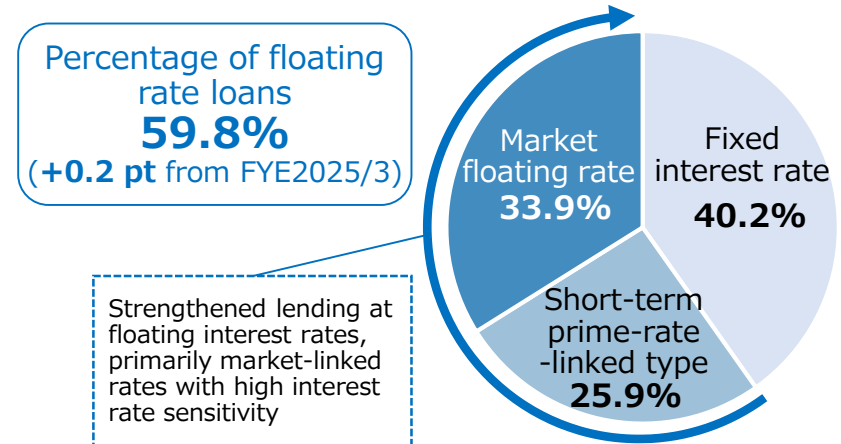 Percentage of floating
rate loans
59.8%
(+0.2 pt from FYE2025/3)
Strengthened lending at
floating interest rates,
primarily market-linked
rates with high interest
rate sensitivity
Market
floating rate
33.9%
Fixed
interest rate
40.2%
Short-term
prime-rate
-linked type
25.9%